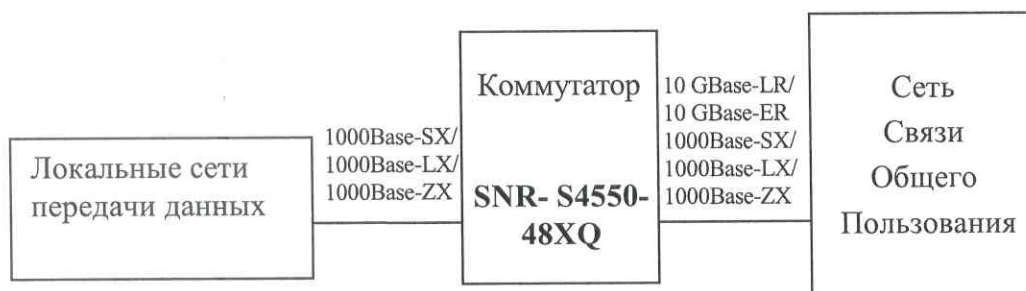 Локальные сети
передачи данных
1000Base-SX/
1000Base-LX/
1000Base-ZX
Коммутатор
SNR- S4550-
48XQ
10 GBase-LR/
10 GBase-ER
1000Base-SX/
1000Base-LX/
1000Base-ZX
Сеть
Связи
Общего
Пользования